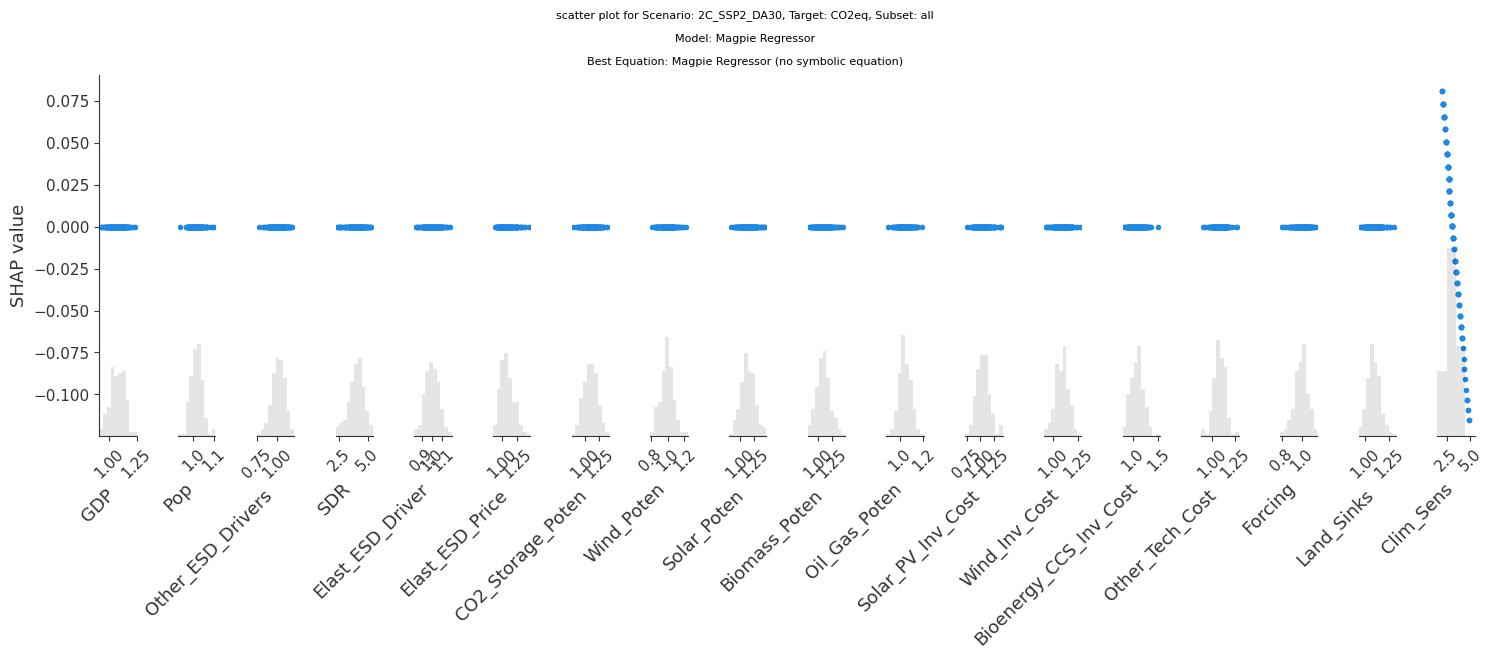 scatter plot for Scenario: 2C_SSP2_DA30, Target: CO2eq, Subset: all
Model: Magpie Regressor
Best Equation: Magpie Regressor (no symbolic equation)
SHAP value
0.075
0.050
0.025
0.000
−0.025
−0.050
−0.075
−0.100
1.00 1.25
1.0 1.1
0.75 1.00
2.5 5.0
0.9 1.0 1.1
1.00 1.25
1.00 1.25
0.8 1.0 1.2
1.00 1.25
1.00 1.25
1.0 1.2
0.75 1.00 1.25
1.00 1.25
1.0 1.5
1.00 1.25
0.8 1.0
1.00 1.25
2.5 5.0
GDP
Pop
Other_ESD_Drivers
SDR
Elast_ESD_Driver
Elast_ESD_Price
CO2_Storage_Poten
Wind_Poten
Solar_Poten
Biomass_Poten
Oil_Gas_Poten
Solar_PV_Inv_Cost
Wind_Inv_Cost
Bioenergy_CCS_Inv_Cost
Other_Tech_Cost
Forcing
Land_Sinks
Clim_Sens